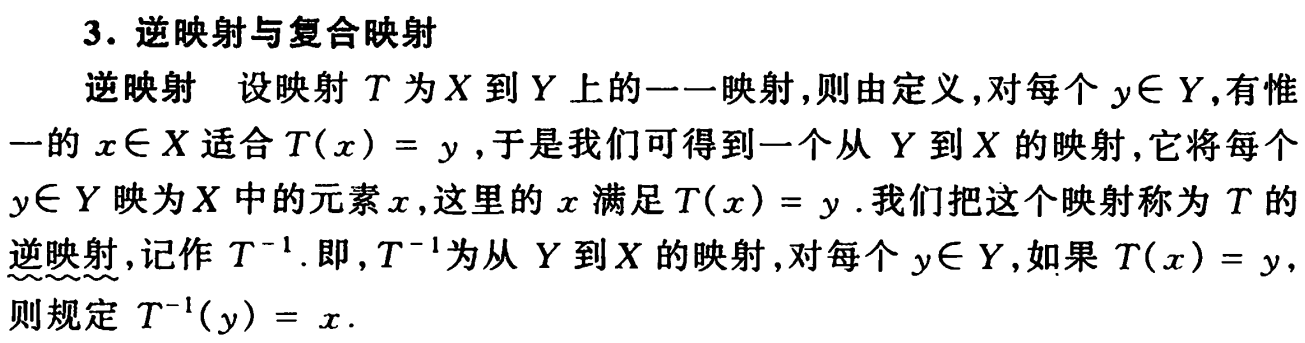 3. 逆映射与复合映射
逆映射 设映射 T 为 X 到 Y 上的一一映射,则由定义,对每个 y∈ Y,有惟
一的 x∈ X 适合 T(x) = y ,于是我们可得到一个从 Y 到 X 的映射,它将每个
y∈ Y 映为 X 中的元素 x,这里的 x 满足 T(x) = y .我们把这个映射称为 T 的
逆映射,记作 T⁻¹.即, T⁻¹为从 Y 到 X 的映射,对每个 y∈ Y,如果 T(x) = y,
则规定 T⁻¹(y) = x.